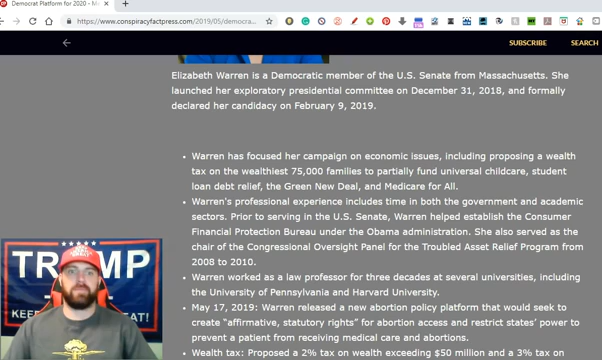 Democrat Platform for 2020 - M
https://www.conspiracyfactpress.com/2019/05/democra...
SUBSCRIBE SEARCH
Elizabeth Warren is a Democratic member of the U.S. Senate from Massachusetts. She
launched her exploratory presidential committee on December 31, 2018, and formally
declared her candidacy on February 9, 2019.
• Warren has focused her campaign on economic issues, including proposing a wealth
tax on the wealthiest 75,000 families to partially fund universal childcare, student
loan debt relief, the Green New Deal, and Medicare for All.
• Warren's professional experience includes time in both the government and academic
sectors. Prior to serving in the U.S. Senate, Warren helped establish the Consumer
Financial Protection Bureau under the Obama administration. She also served as the
chair of the Congressional Oversight Panel for the Troubled Asset Relief Program from
2008 to 2010.
• Warren worked as a law professor for three decades at several universities, including
the University of Pennsylvania and Harvard University.
• May 17, 2019: Warren released a new abortion policy platform that would seek to
create “affirmative, statutory rights” for abortion access and restrict states’ power to
prevent a patient from receiving medical care and abortions.
• Wealth tax: Proposed a 2% tax on wealth exceeding $50 million and a 3% tax on
TRUMP
KEEP AT!